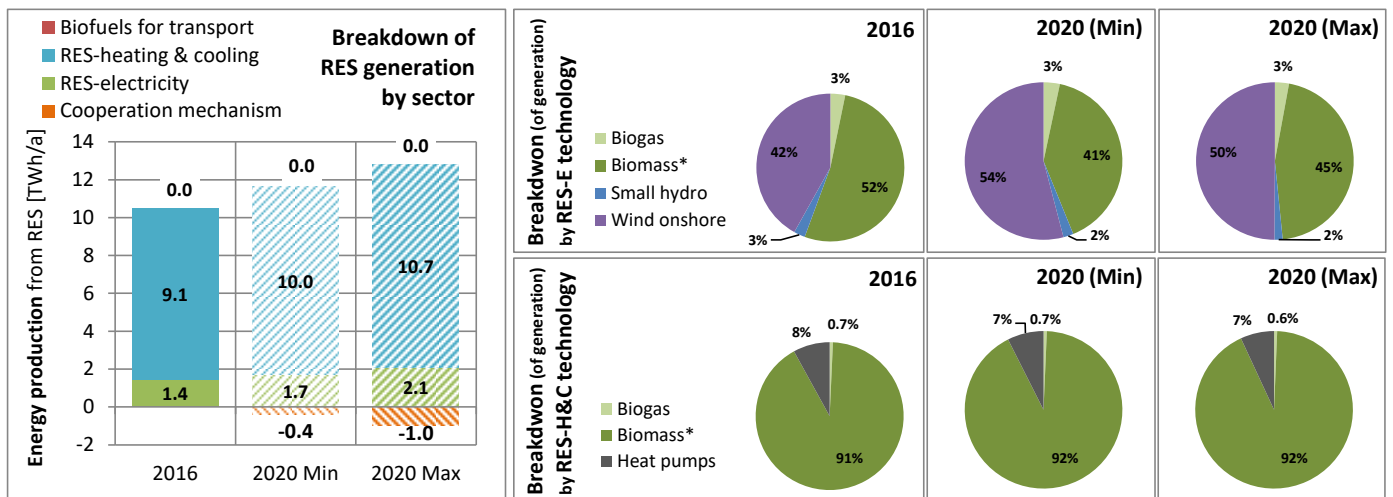 Biofuels for transport
RES-heating & cooling
RES-electricity
Cooperation mechanism
Breakdown of
RES generation
by sector
Energy production from RES [TWh/a]
14
12
10
8
6
4
2
0
-2
0.0
0.0
0.0
9.1
10.0
10.7
1.4
1.7
2.1
-0.4
-1.0
2016
2020 Min
2020 Max
Breakdwon (of generation)
by RES-E technology
Biogas
Biomass*
Small hydro
Wind onshore
2016
3%
42%
52%
3%
2020 (Min)
3%
41%
54%
2%
2020 (Max)
3%
50%
45%
2%
Breakdwon (of generation)
by RES-H&C technology
Biogas
Biomass*
Heat pumps
2016
8%
0.7%
91%
2020 (Min)
7%
0.7%
92%
2020 (Max)
7%
0.6%
92%